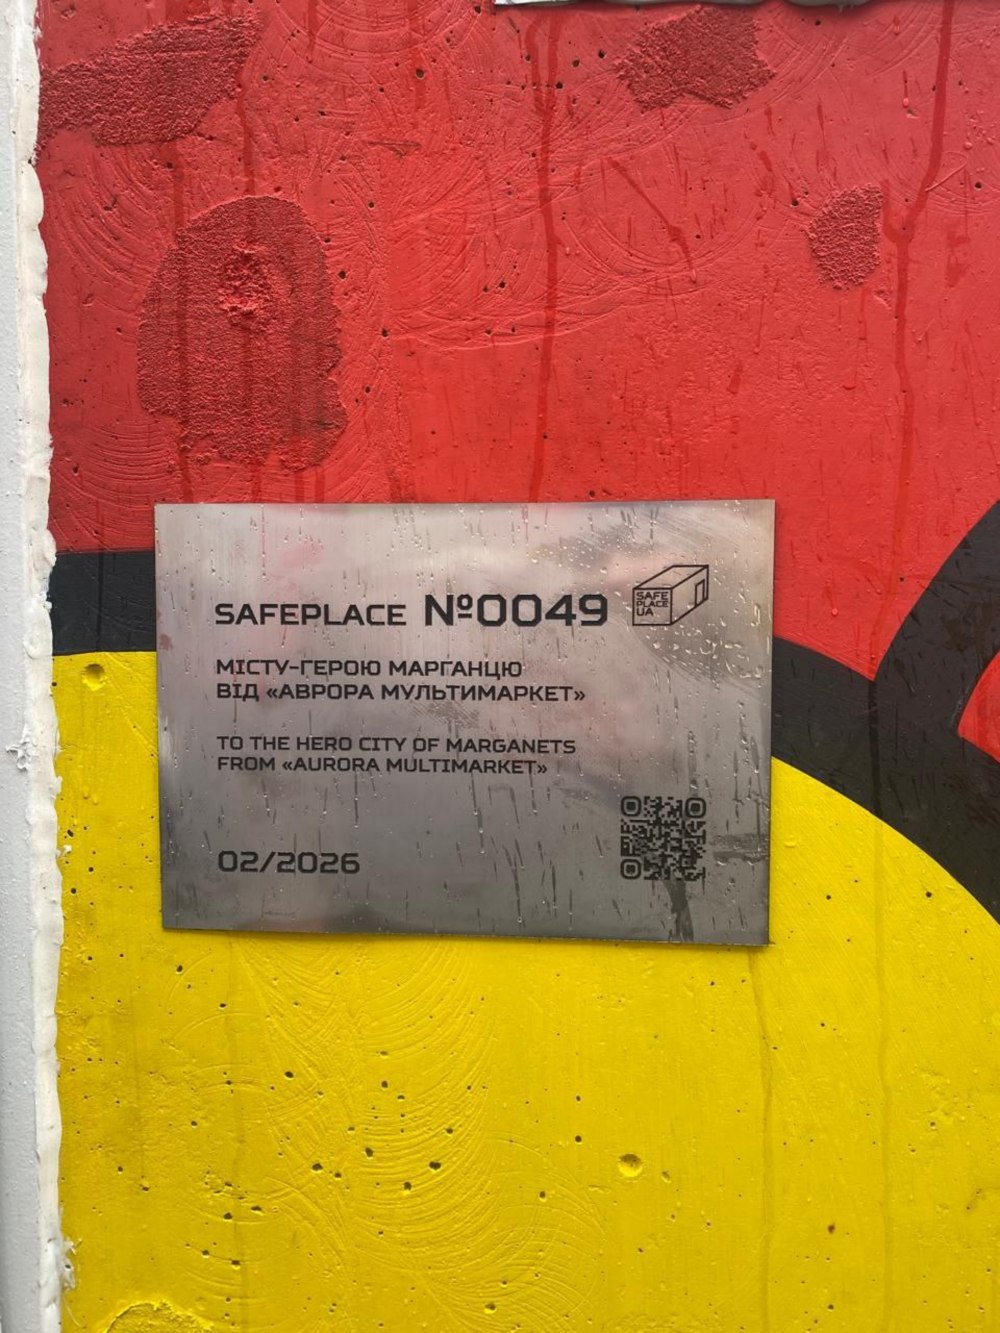 SAFEPLACE №0049
SAFE
PLACE
UA
МІСТУ-ГЕРОЮ МАРГАНЦЮ
ВІД «АВРОРА МУЛЬТИМАРКЕТ»
TO THE HERO CITY OF MARGANETS
FROM «AURORA MULTIMARKET»
02/2026